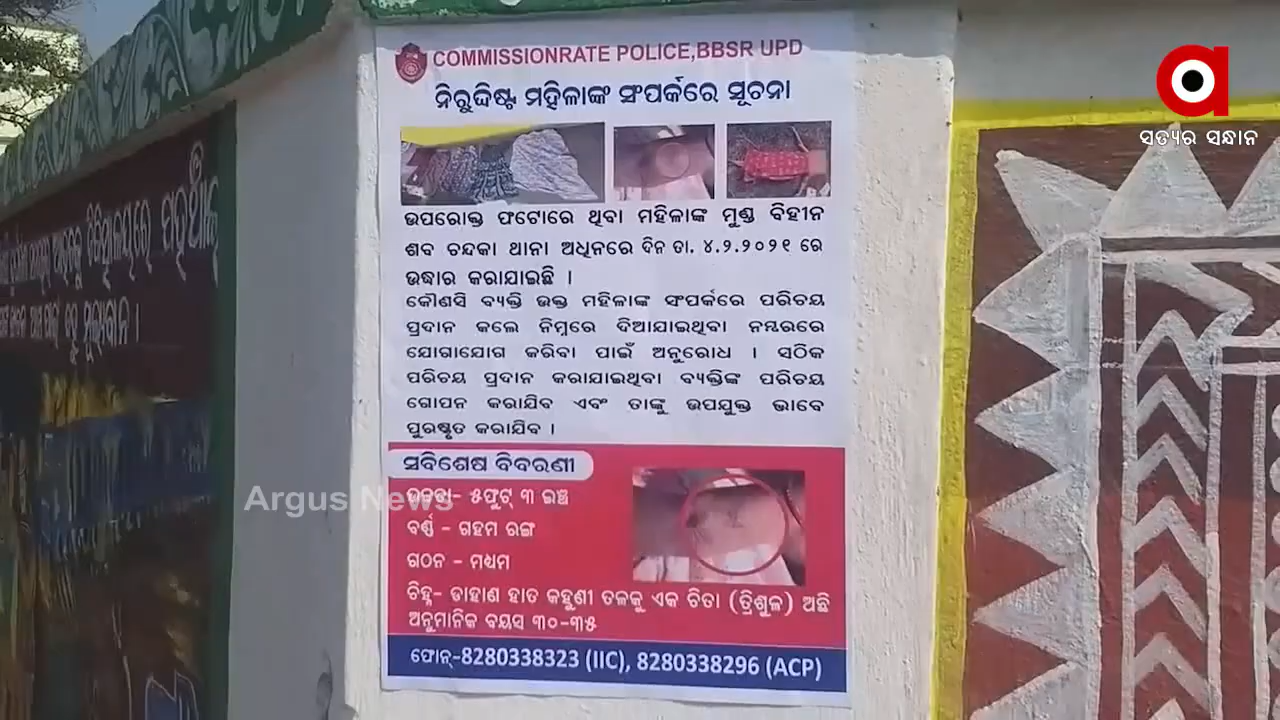 COMMISSIONRATE POLICE,BBSR UPD
ନିରୁଦ୍ଦିଷ୍ଟ ମହିଳାଙ୍କ ସଂପର୍କରେ ସୂଚନା
ଉପରୋକ୍ତ ଫଟୋରେ ଥିବା ମହିଳାଙ୍କ ମୁଣ୍ଡ ବିହୀନ
ଶବ ଚନ୍ଦକା ଥାନା ଅଧିନରେ ଦିନ ତା. ୪.୨.୨୦୨୧ ରେ
ଉଦ୍ଧାର କରାଯାଇଛି ।
କୌଣସି ବ୍ୟକ୍ତି ଉକ୍ତ ମହିଳାଙ୍କ ସଂପର୍କରେ ପରିଚୟ
ପ୍ରଦାନ କଲେ ନିମ୍ନରେ ଦିଆଯାଇଥିବା ନମ୍ୱରରେ
ଯୋଗାଯୋଗ କରିବା ପାଇଁ ଅନୁରୋଧ । ସଠିକ
ପରିଚୟ ପ୍ରଦାନ କରାଯାଇଥିବା ବ୍ୟକ୍ତିଙ୍କ ପରିଚୟ
ଗୋପନ କରାଯିବ ଏବଂ ତାଙ୍କୁ ଉପଯୁକ୍ତ ଭାବେ
ପୁରଷ୍କୃତ କରାଯିବ ।
ସବିଶେଷ ବିବରଣୀ
ଉଚ୍ଚତା- ୫ଫୁଟ୍ ୩ ଇଞ୍ଚ
ବର୍ଣ୍ଣ - ଗହମ ରଙ୍ଗ
ଗଠନ - ମଧ୍ୟମ
ଚିହ୍ନ- ଡାହାଣ ହାତ କହୁଣୀ ତଳକୁ ଏକ ଚିତା (ତ୍ରିଶୁଳ) ଅଛି
ଅନୁମାନିକ ବୟସ ୩୦-୩୫
ଫୋନ୍-8280338323 (IIC), 8280338296 (ACP)
ସତ୍ୟର ସନ୍ଧାନ
Argus News